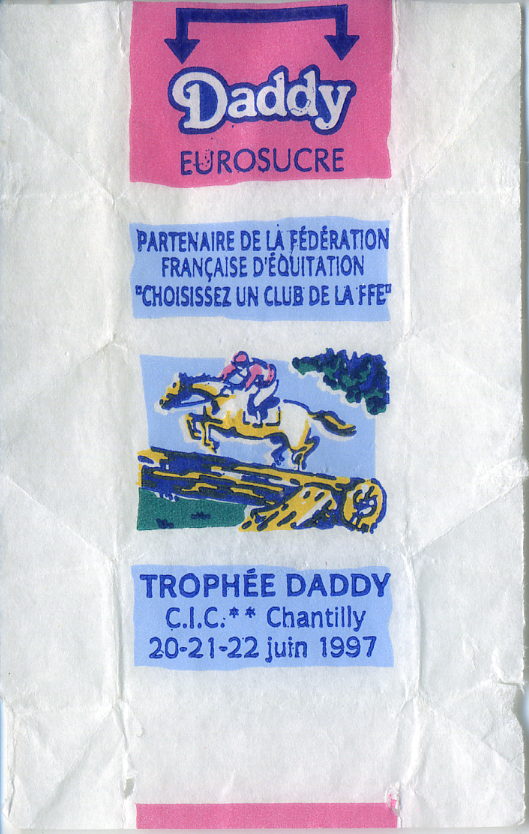 Daddy
EUROSUCRE
PARTENAIRE DE LA FÉDÉRATION
FRANÇAISE D'ÉQUITATION
"CHOISISSEZ UN CLUB DE LA FFE"
TROPHÉE DADDY
C.I.C.** Chantilly
20-21-22 juin 1997